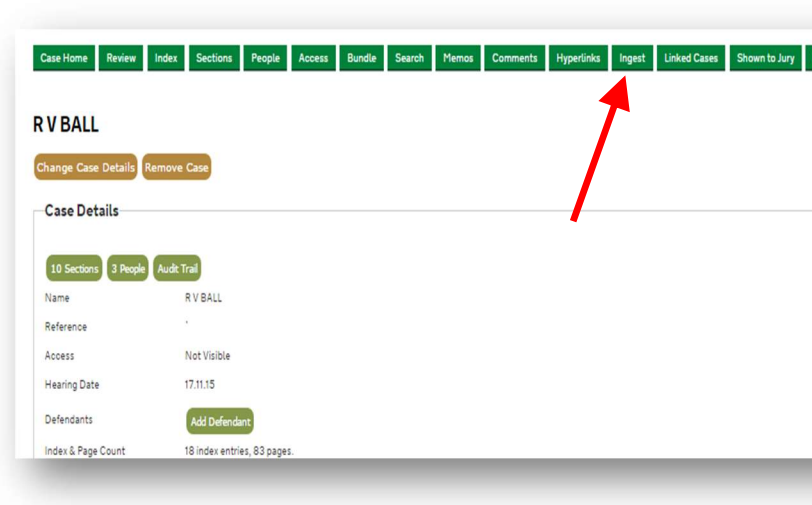 Case Home Review Index Sections People Access Bundle Search Memos Comments Hyperlinks Ingest Linked Cases Shown to Jury
R V BALL
Change Case Details Remove Case
Case Details
10 Sections 3 People Audit Trail
Name R V BALL
Reference
Access Not Visible
Hearing Date 17.11.15
Defendants Add Defendant
Index & Page Count 18 index entries, 83 pages.